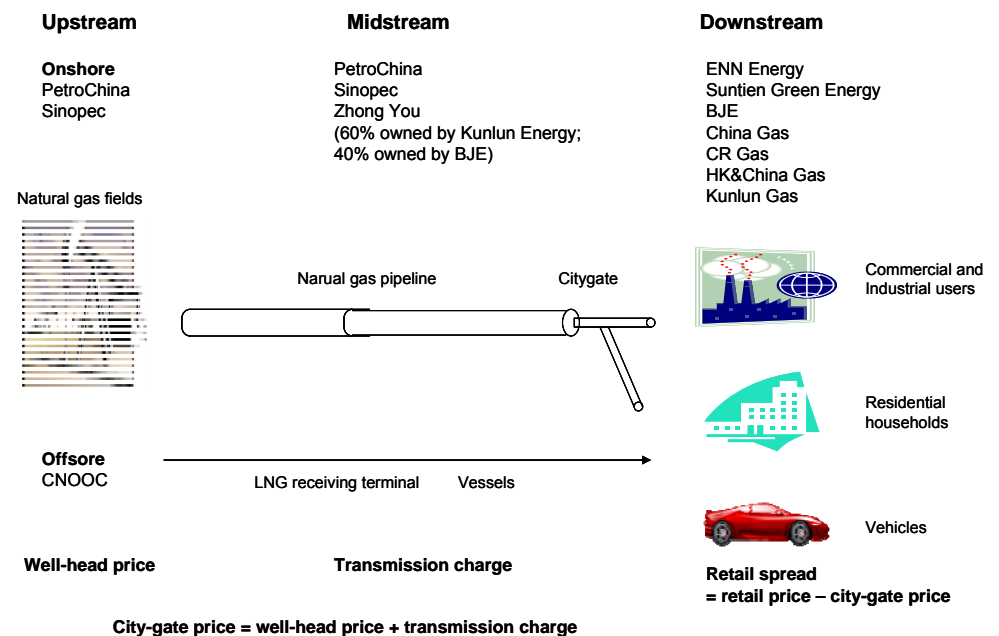 Upstream
Midstream
Downstream
Onshore
PetroChina
Sinopec
PetroChina
Sinopec
Zhong You
(60% owned by Kunlun Energy;
40% owned by BJE)
ENN Energy
Suntien Green Energy
BJE
China Gas
CR Gas
HK&China Gas
Kunlun Gas
Natural gas fields
Narual gas pipeline
Citygate
Commercial and
Industrial users
Residential
households
Offsore
CNOOC
LNG receiving terminal
Vessels
Vehicles
Well-head price
Transmission charge
Retail spread
= retail price – city-gate price
City-gate price = well-head price + transmission charge